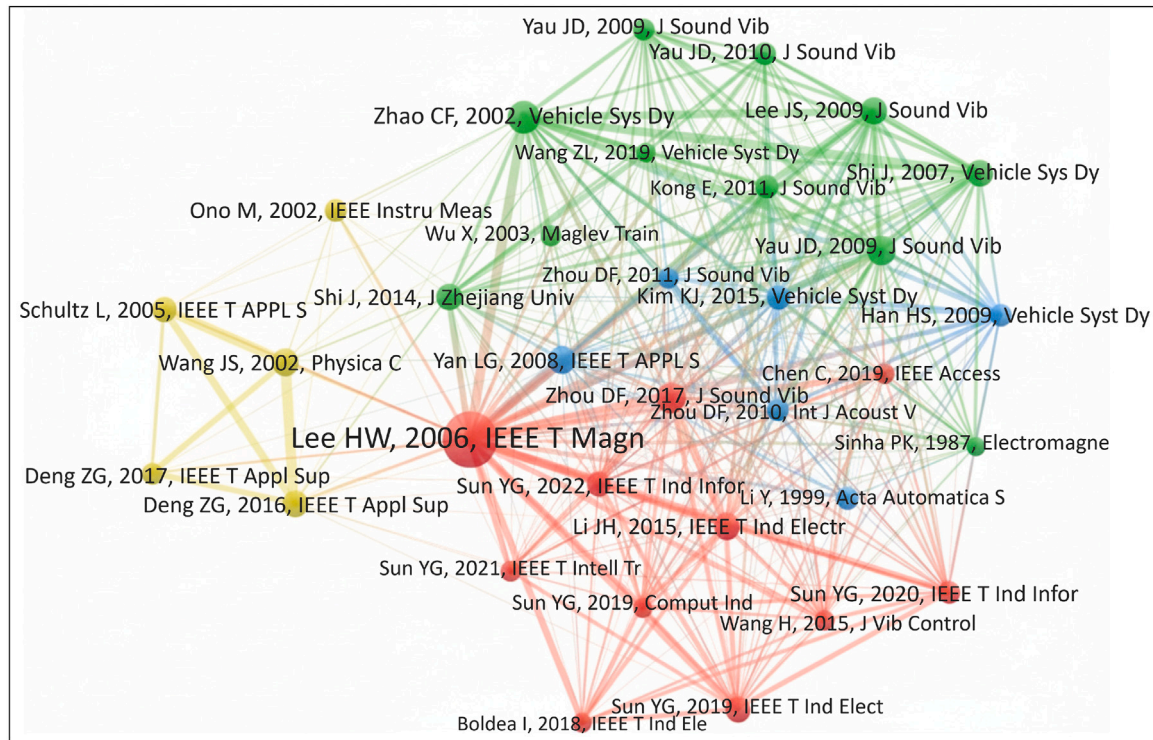 Yau JD, 2009, J Sound Vib
Yau JD, 2010, J Sound Vib
Zhao CF, 2002, Vehicle Sys Dy
Lee JS, 2009, J Sound Vib
Wang ZL, 2019, Vehicle Syst Dy
Shi J, 2007, Vehicle Sys Dy
Kong E, 2011, J Sound Vib
Ono M, 2002, IEEE Instru Meas
Wu X, 2003, Maglev Train
Yau JD, 2009, J Sound Vib
Zhou DF, 2011, J Sound Vib
Shi J, 2014, J Zhejiang Univ
Kim KJ, 2015, Vehicle Syst Dy
Schultz L, 2005, IEEE T APPL S
Han HS, 2009, Vehicle Syst Dy
Wang JS, 2002, Physica C
Yan LG, 2008, IEEE T APPL S
Chen C, 2019, IEEE Access
Zhou DF, 2017, J Sound Vib
Zhou DF, 2010, Int J Acoust V
Lee HW, 2006, IEEE T Magn
Sinha PK, 1987, Electromagne
Deng ZG, 2017, IEEE T Appl Sup
Sun YG, 2022, IEEE T Ind Infor
Li Y, 1999, Acta Automatica S
Deng ZG, 2016, IEEE T Appl Sup
Li JH, 2015, IEEE T Ind Electr
Sun YG, 2021, IEEE T Intell Tr
Sun YG, 2020, IEEE T Ind Infor
Sun YG, 2019, Comput Ind
Wang H, 2015, J Vib Control
Sun YG, 2019, IEEE T Ind Elect
Boldea I, 2018, IEEE T Ind Ele